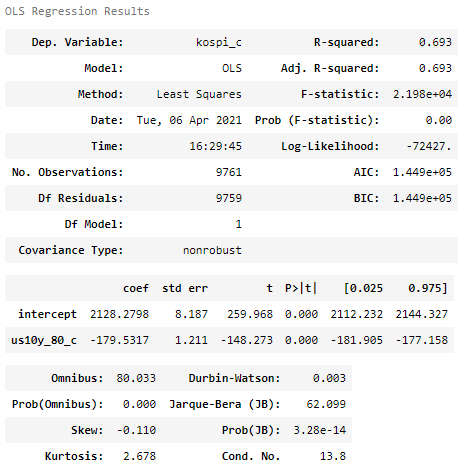 OLS Regression Results
Dep. Variable: kospi_c R-squared: 0.693
Model: OLS Adj. R-squared: 0.693
Method: Least Squares F-statistic: 2.198e+04
Date: Tue, 06 Apr 2021 Prob (F-statistic): 0.00
Time: 16:29:45 Log-Likelihood: -72427.
No. Observations: 9761 AIC: 1.449e+05
Df Residuals: 9759 BIC: 1.449e+05
Df Model: 1
Covariance Type: nonrobust
coef std err t P>|t| [0.025 0.975]
intercept 2128.2798 8.187 259.968 0.000 2112.232 2144.327
us10y_80_c -179.5317 1.211 -148.273 0.000 -181.905 -177.158
Omnibus: 80.033 Durbin-Watson: 0.003
Prob(Omnibus): 0.000 Jarque-Bera (JB): 62.099
Skew: -0.110 Prob(JB): 3.28e-14
Kurtosis: 2.678 Cond. No. 13.8